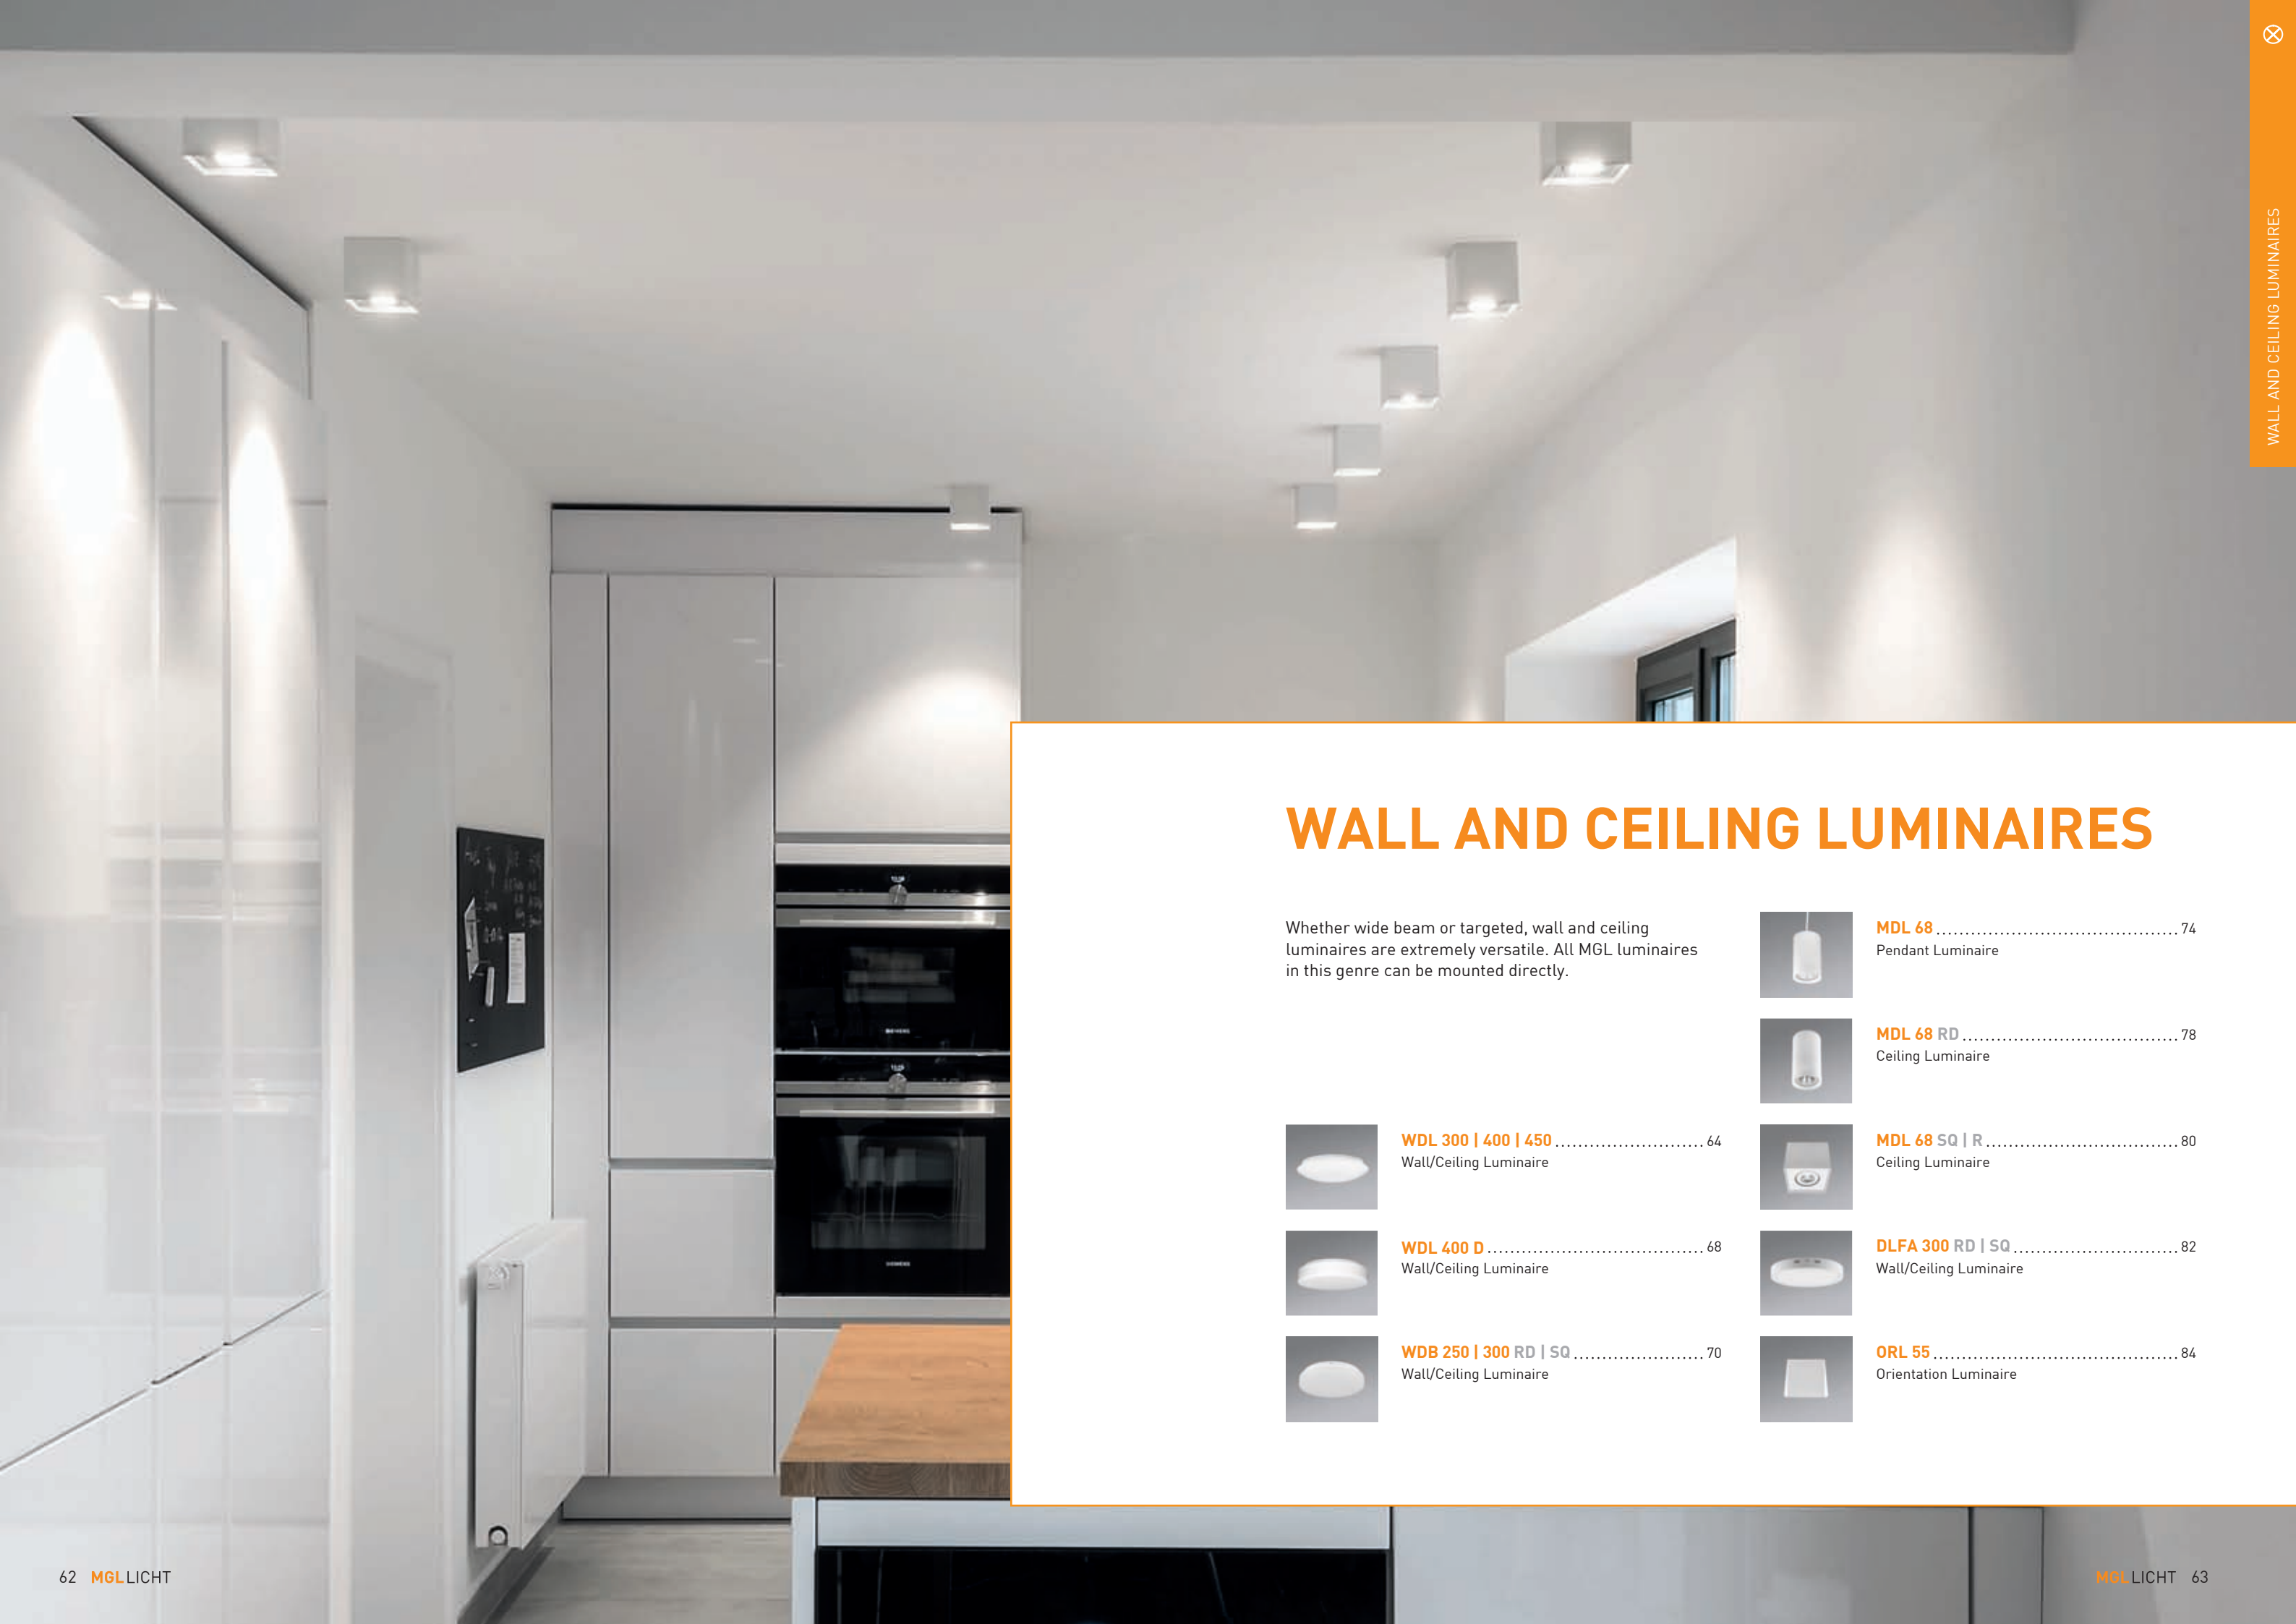 WALL AND CEILING LUMINAIRES
WALL AND CEILING LUMINAIRES
Whether wide beam or targeted, wall and ceiling
luminaires are extremely versatile. All MGL luminaires
in this genre can be mounted directly.
WDL 300 | 400 | 450 ........................... 64
Wall/Ceiling Luminaire
WDL 400 D ...................................... 68
Wall/Ceiling Luminaire
WDB 250 | 300 RD | SQ ....................... 70
Wall/Ceiling Luminaire
MDL 68 .......................................... 74
Pendant Luminaire
MDL 68 RD ...................................... 78
Ceiling Luminaire
MDL 68 SQ | R .................................. 80
Ceiling Luminaire
DLFA 300 RD | SQ ............................. 82
Wall/Ceiling Luminaire
ORL 55 ........................................... 84
Orientation Luminaire
SIEMENS
62 MGLLICHT
MGLLICHT 63